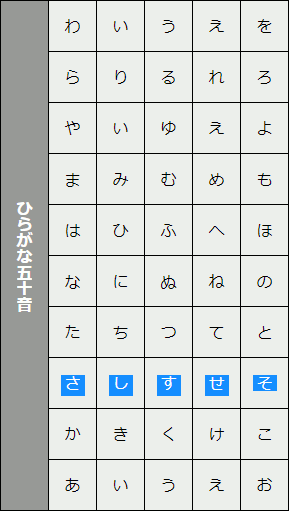 ひらがな五十音
わ い う え を
ら り る れ ろ
や い ゆ え よ
ま み む め も
は ひ ふ へ ほ
な に ぬ ね の
た ち つ て と
さ し す せ そ
か き く け こ
あ い う え お